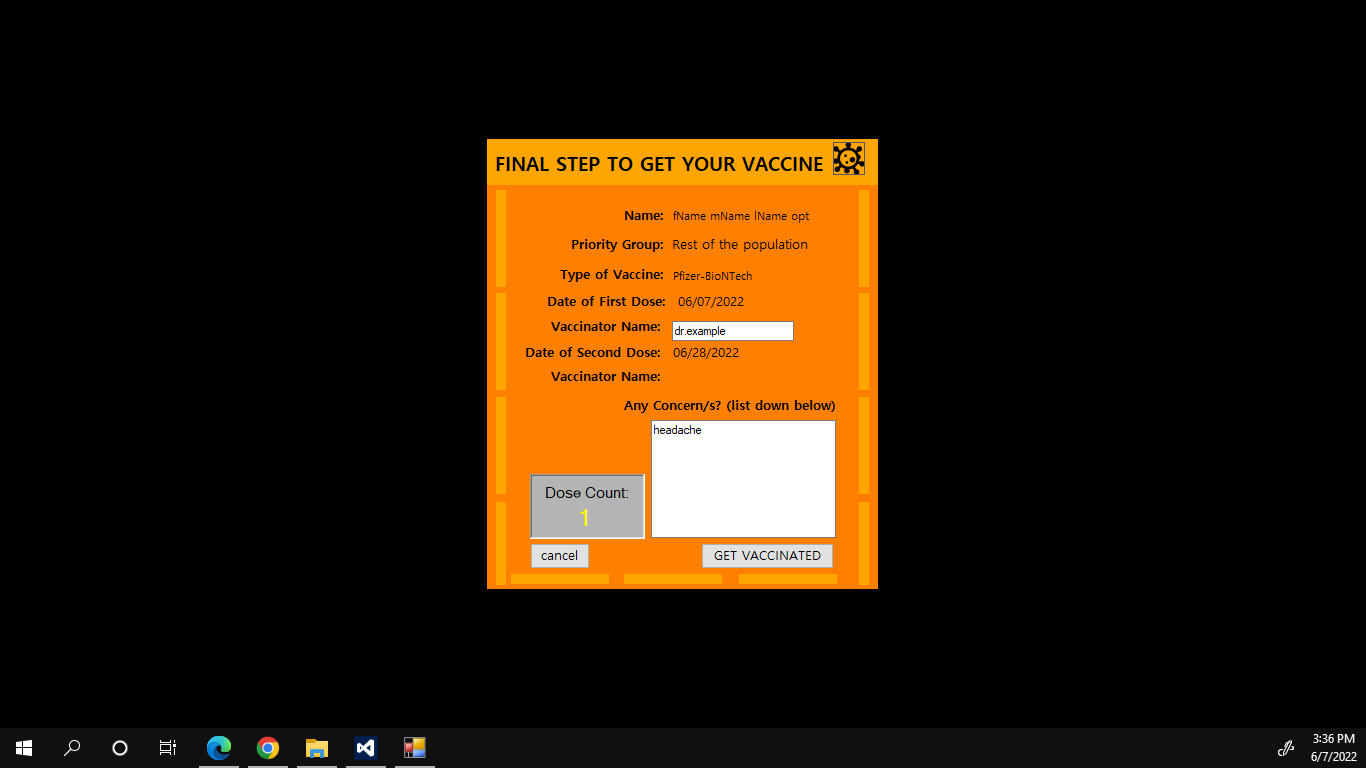 FINAL STEP TO GET YOUR VACCINE
Name: fName mName lName opt
Priority Group: Rest of the population
Type of Vaccine: Pfizer-BioNTech
Date of First Dose: 06/07/2022
Vaccinator Name: dr.example
Date of Second Dose: 06/28/2022
Vaccinator Name:
Any Concern/s? (list down below)
headache
Dose Count:
1
cancel
GET VACCINATED
3:36 PM
6/7/2022